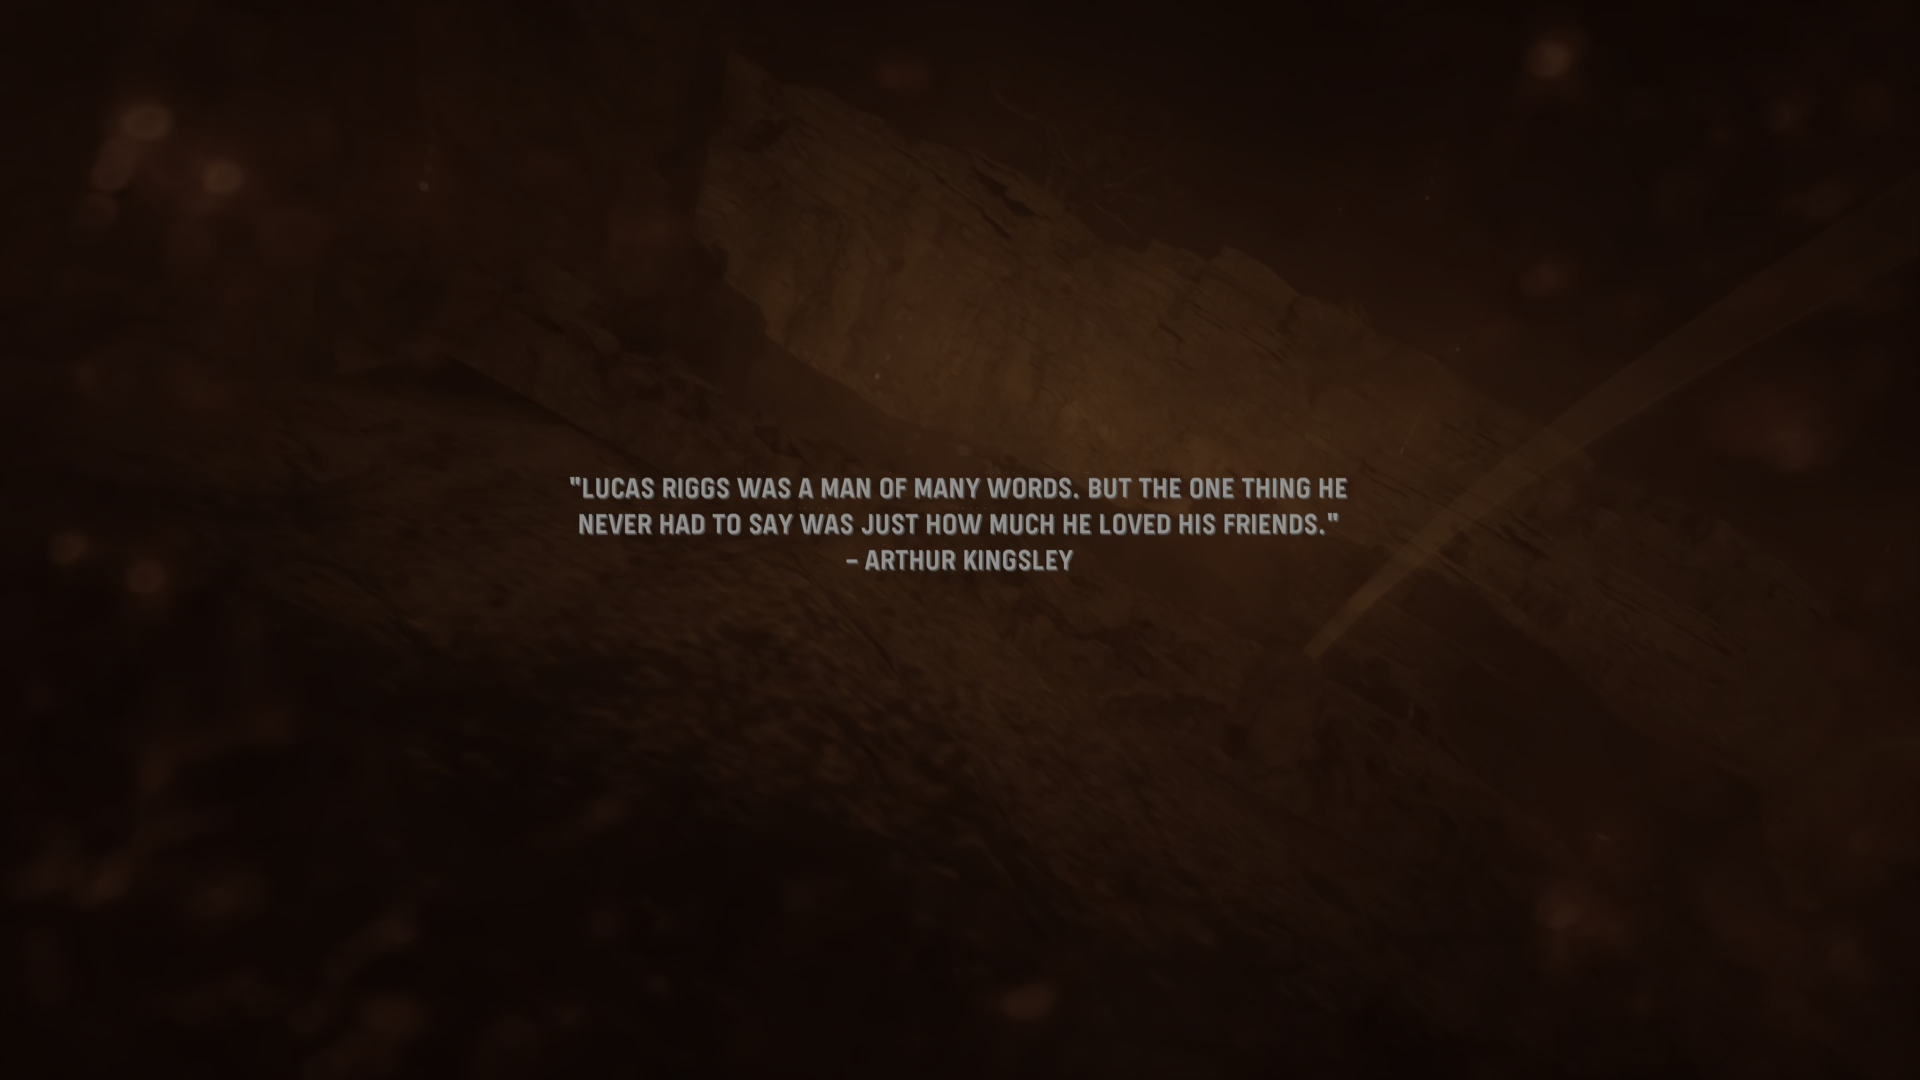 "LUCAS RIGGS WAS A MAN OF MANY WORDS. BUT THE ONE THING HE
NEVER HAD TO SAY WAS JUST HOW MUCH HE LOVED HIS FRIENDS."
– ARTHUR KINGSLEY